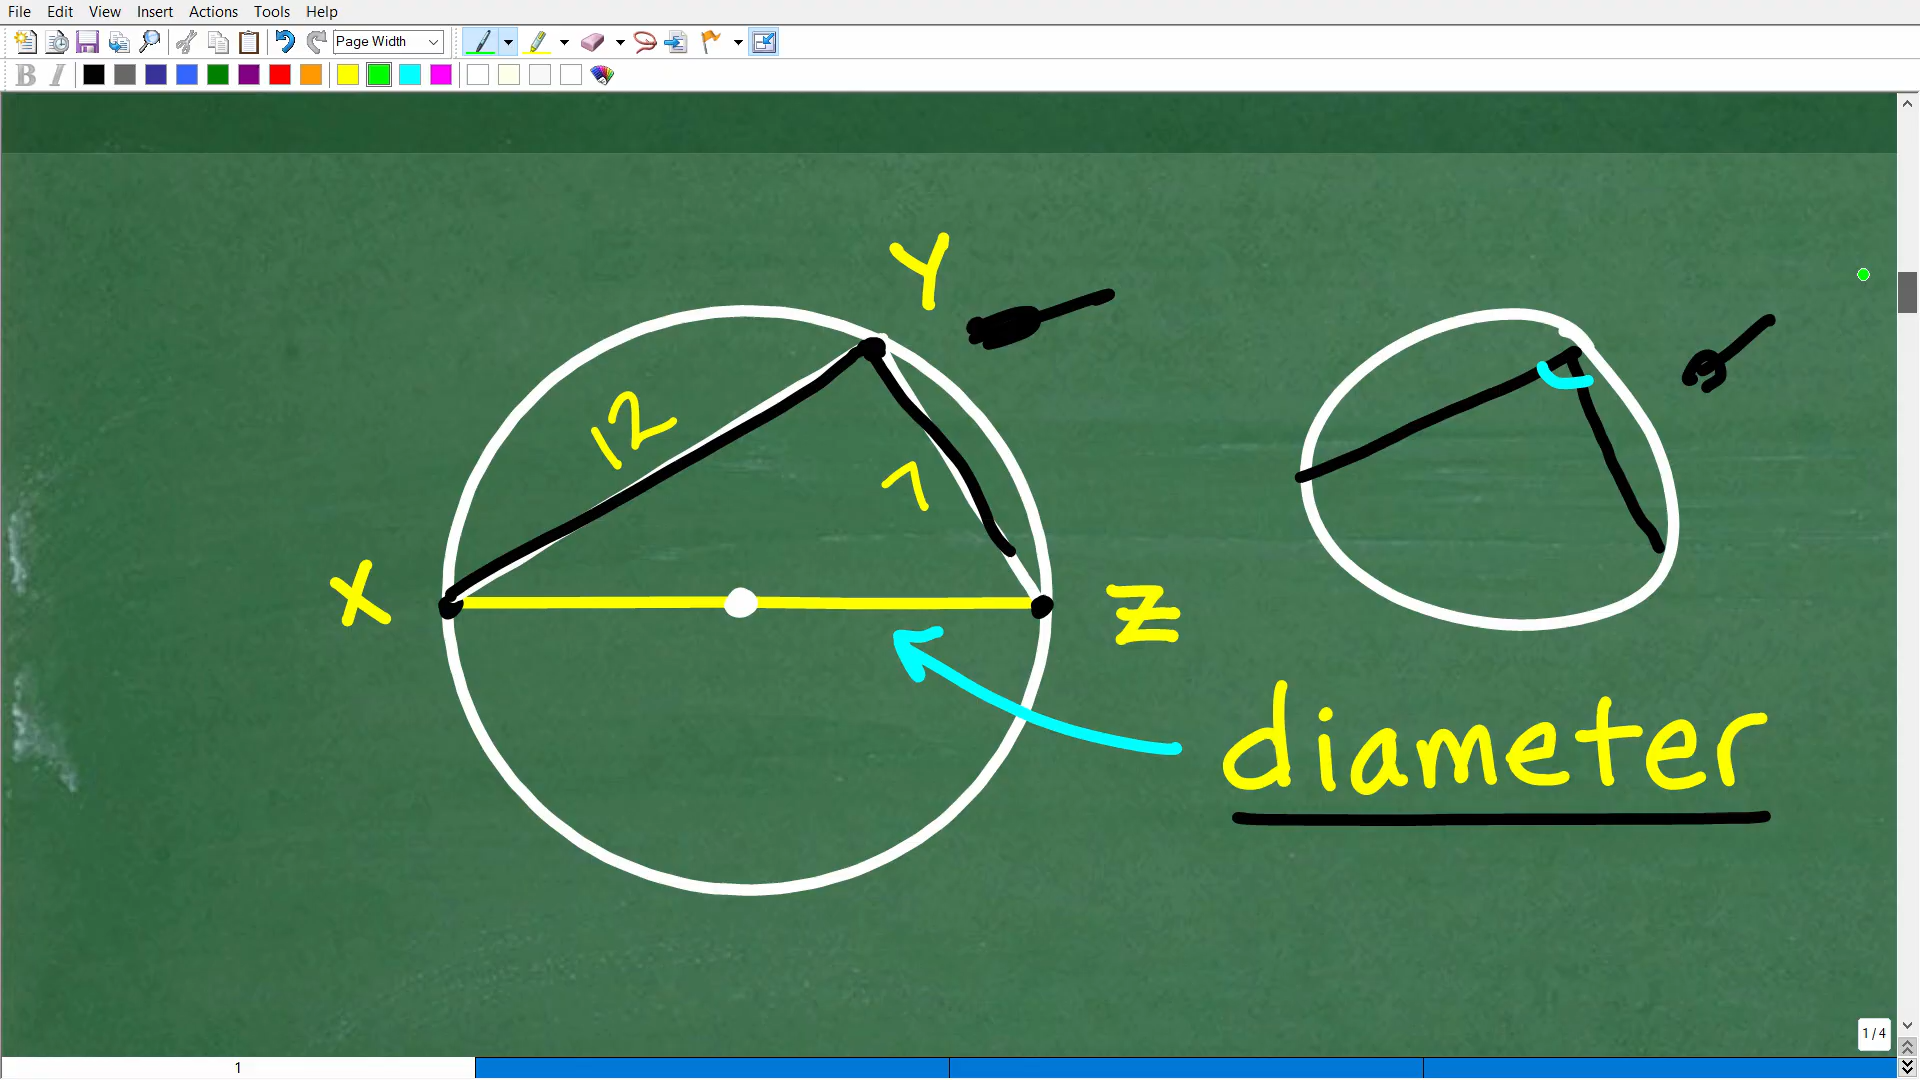 File Edit View Insert Actions Tools Help
Page Width
B I
Y
12
7
X
Z
diameter
1 / 4
1